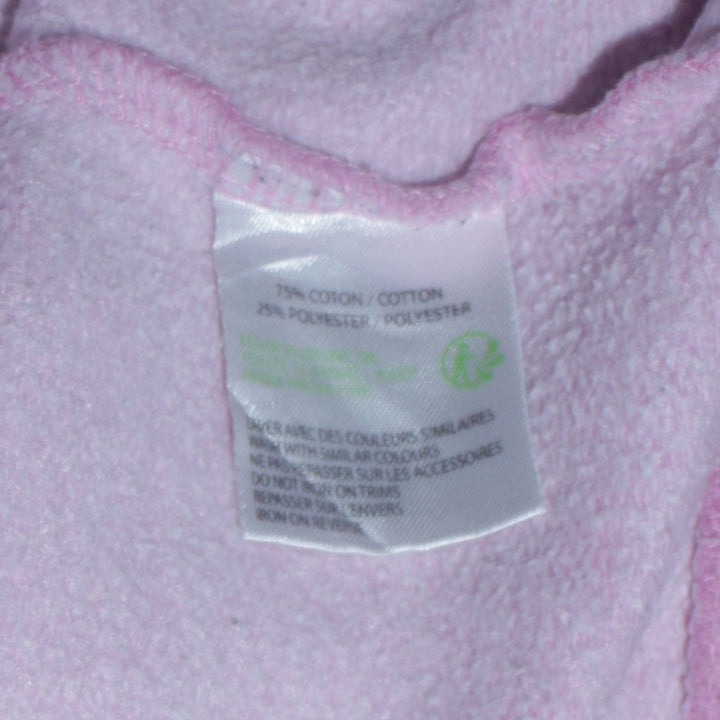 75% COTON / COTTON
25% POLYESTER / POLYESTER
LAVER AVEC DES COULEURS SIMILAIRES
WASH WITH SIMILAR COLOURS
NE PAS REPASSER SUR LES ACCESSOIRES
DO NOT IRON ON TRIMS
REPASSER SUR L'ENVERS
IRON ON REVERSE